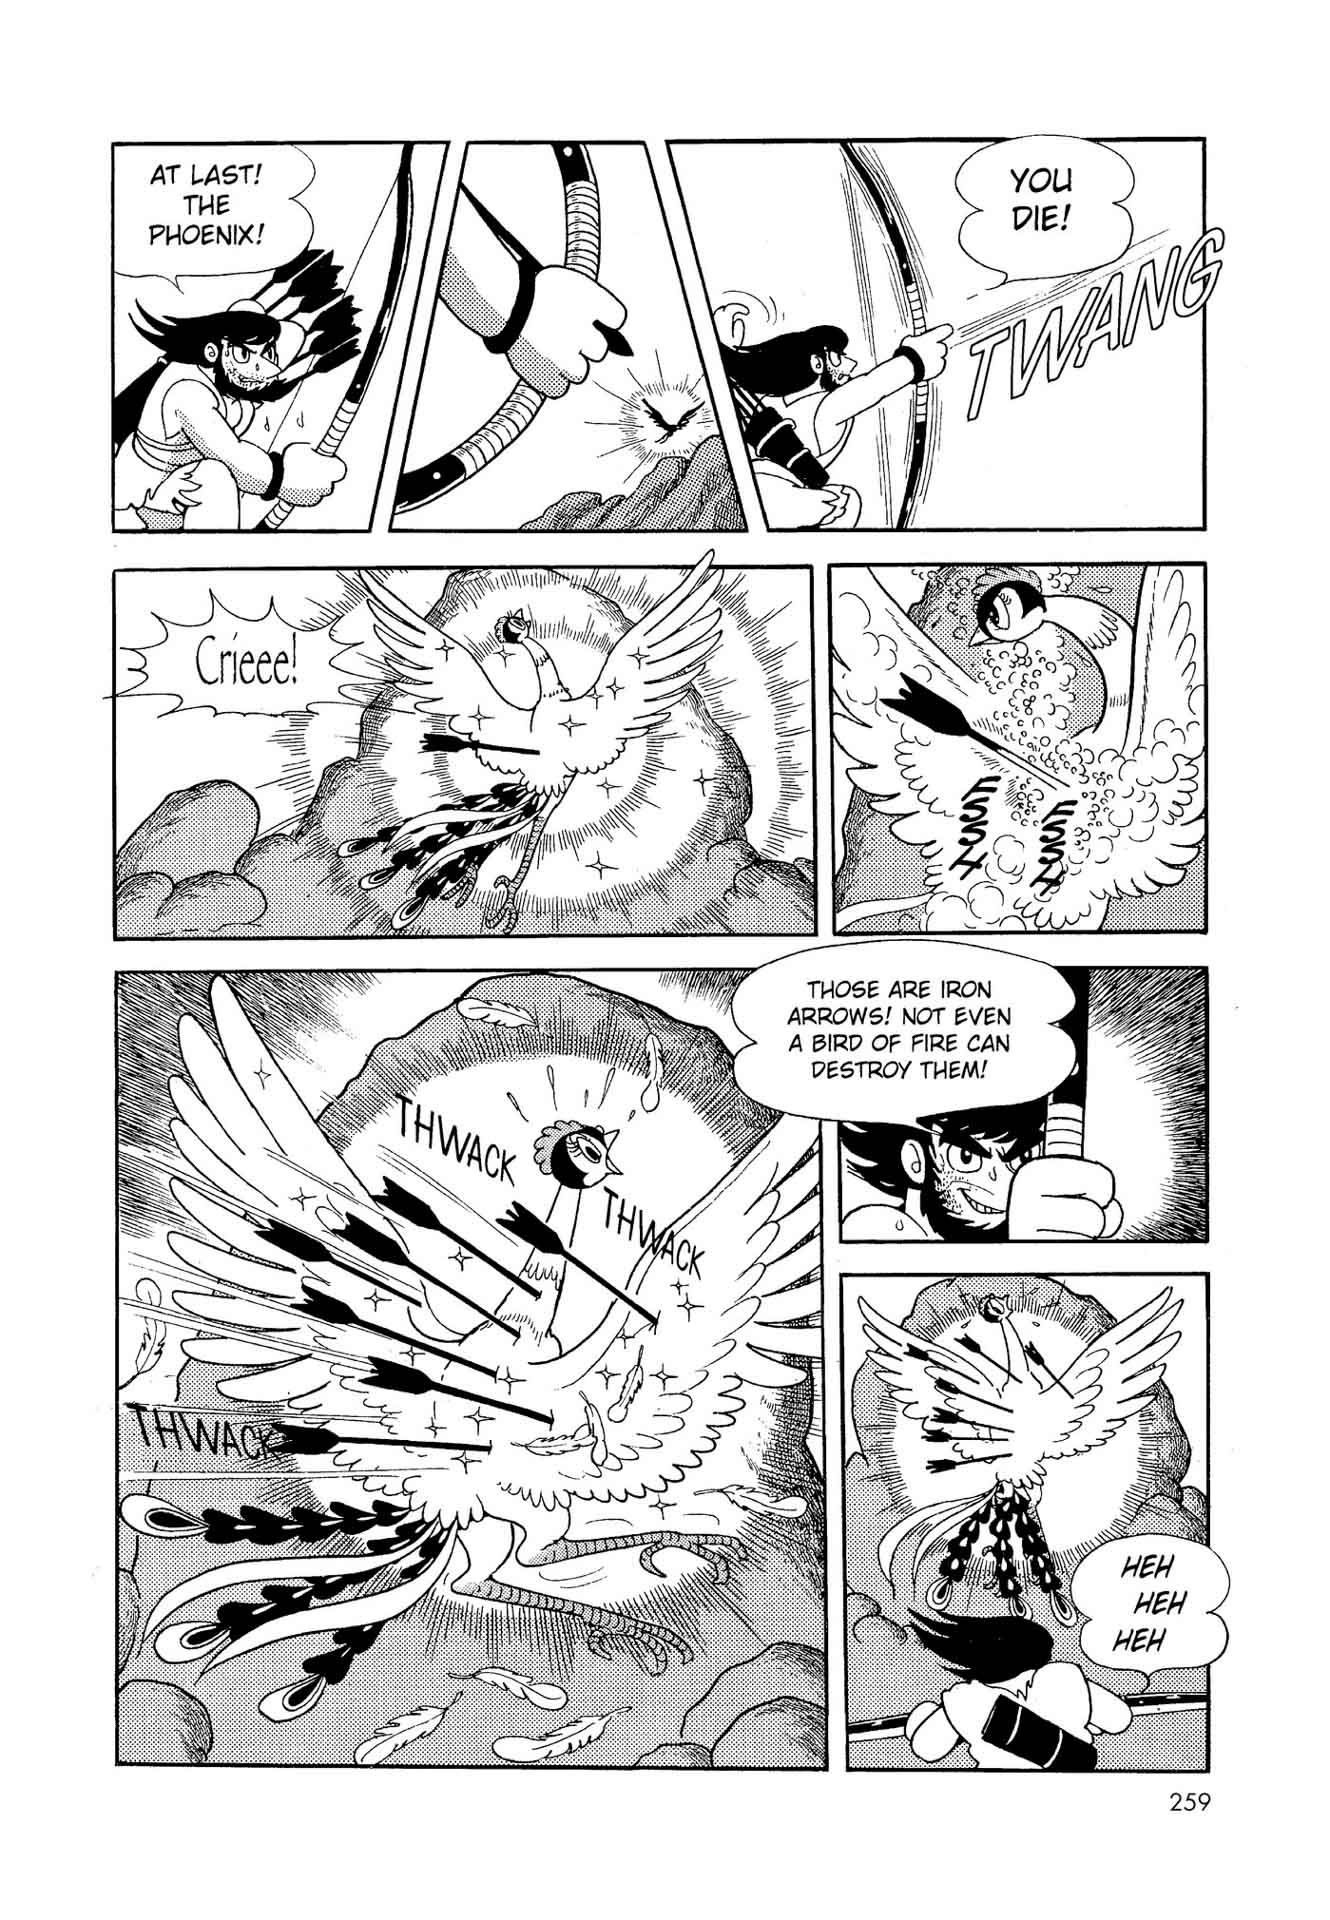 AT LAST!
THE
PHOENIX!
YOU
DIE!
TWANG
Crieee!
FSSH
FSSH
THOSE ARE IRON
ARROWS! NOT EVEN
A BIRD OF FIRE CAN
DESTROY THEM!
THWACK
THWACK
THWACK
HEH
HEH
HEH
259